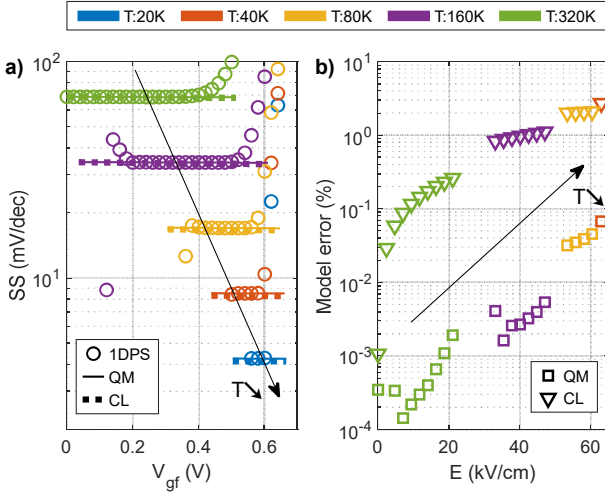 T:20K T:40K T:80K T:160K T:320K
a)
SS (mV/dec)
10²
10¹
1DPS
QM
CL
T↘
0 0.2 0.4 0.6
V_gf (V)
b)
Model error (%)
10¹
10⁰
10⁻¹
10⁻²
10⁻³
10⁻⁴
T↘
QM
CL
0 20 40 60
E (kV/cm)